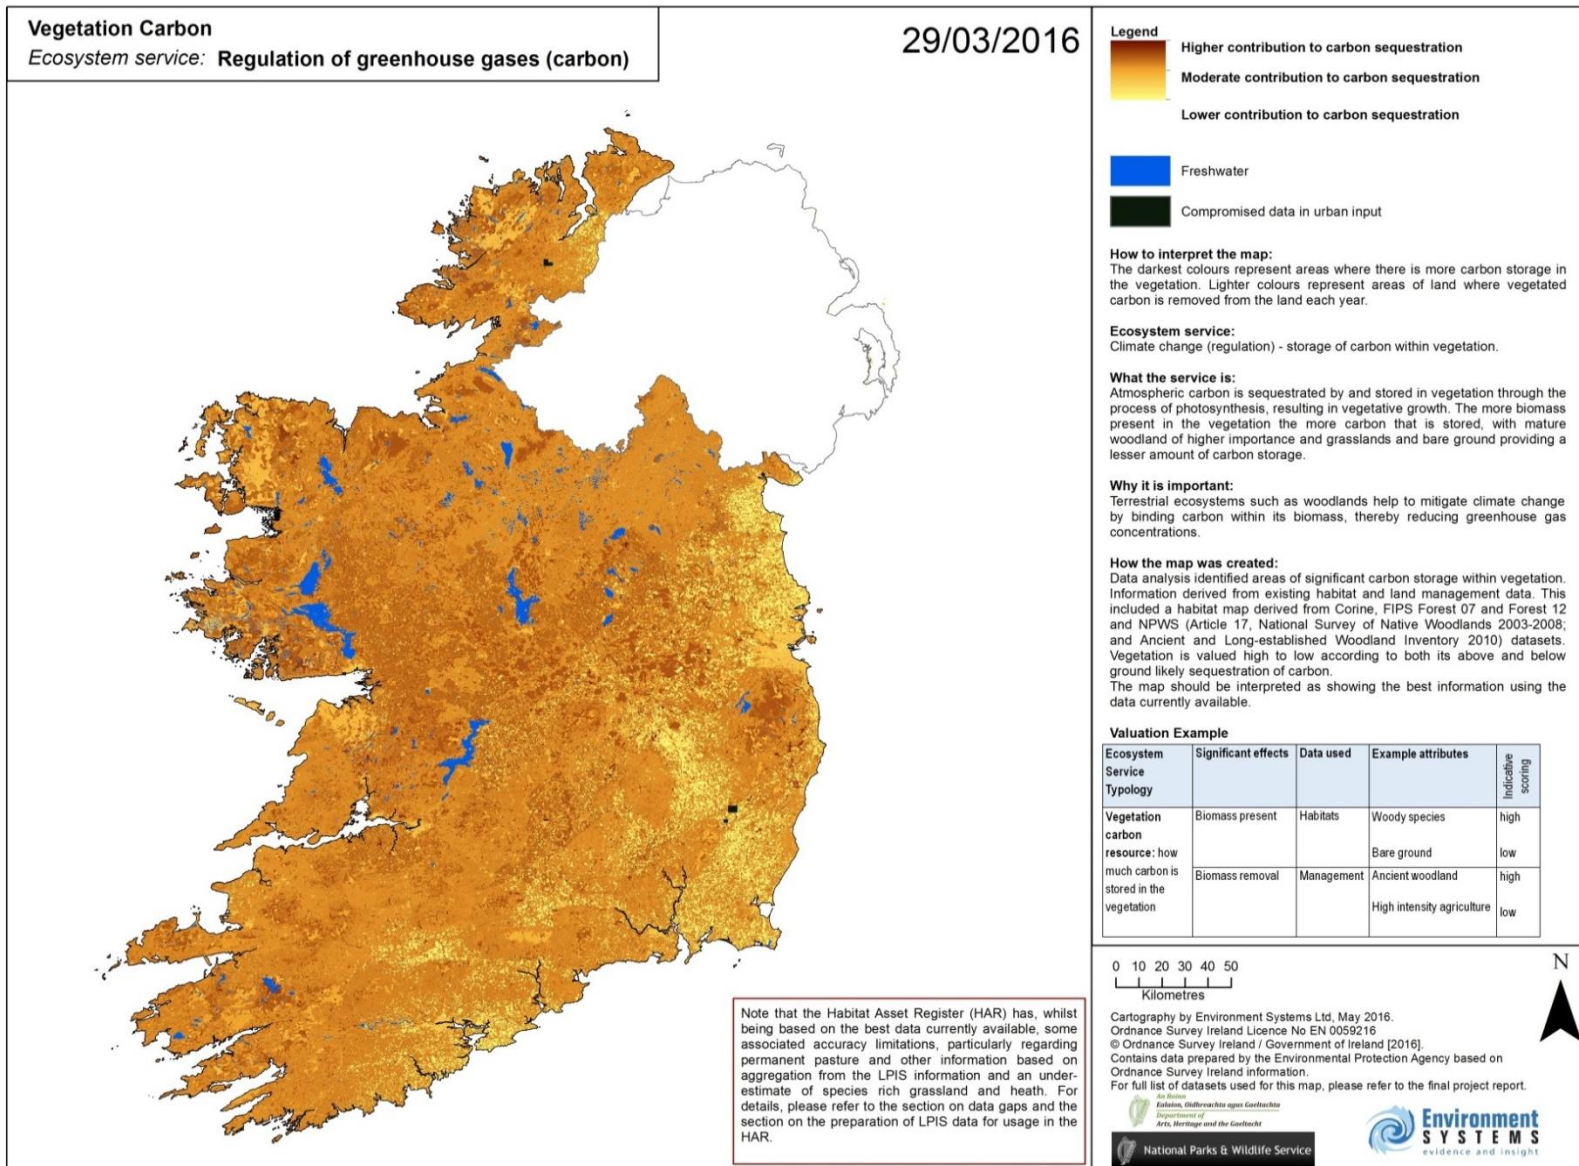 Vegetation Carbon
Ecosystem service: Regulation of greenhouse gases (carbon)
29/03/2016
Legend
Higher contribution to carbon sequestration
Moderate contribution to carbon sequestration
Lower contribution to carbon sequestration
Freshwater
Compromised data in urban input
How to interpret the map:
The darkest colours represent areas where there is more carbon storage in
the vegetation. Lighter colours represent areas of land where vegetated
carbon is removed from the land each year.
Ecosystem service:
Climate change (regulation) - storage of carbon within vegetation.
What the service is:
Atmospheric carbon is sequestrated by and stored in vegetation through the
process of photosynthesis, resulting in vegetative growth. The more biomass
present in the vegetation the more carbon that is stored, with mature
woodland of higher importance and grasslands and bare ground providing a
lesser amount of carbon storage.
Why it is important:
Terrestrial ecosystems such as woodlands help to mitigate climate change
by binding carbon within its biomass, thereby reducing greenhouse gas
concentrations.
How the map was created:
Data analysis identified areas of significant carbon storage within vegetation.
Information derived from existing habitat and land management data. This
included a habitat map derived from Corine, FIPS Forest 07 and Forest 12
and NPWS (Article 17, National Survey of Native Woodlands 2003-2008;
and Ancient and Long-established Woodland Inventory 2010) datasets.
Vegetation is valued high to low according to both its above and below
ground likely sequestration of carbon.
The map should be interpreted as showing the best information using the
data currently available.
Valuation Example
Ecosystem Service Typology
Significant effects
Data used
Example attributes
Indicative scoring
Vegetation carbon resource: how much carbon is stored in the vegetation
Biomass present
Habitats
Woody species
high
Bare ground
low
Biomass removal
Management
Ancient woodland
high
High intensity agriculture
low
0 10 20 30 40 50
Kilometres
N
Cartography by Environment Systems Ltd, May 2016.
Ordnance Survey Ireland Licence No EN 0059216
© Ordnance Survey Ireland / Government of Ireland [2016].
Contains data prepared by the Environmental Protection Agency based on
Ordnance Survey Ireland information.
For full list of datasets used for this map, please refer to the final project report.
An Roinn
Ealaíon, Oidhreachta agus Gaeltachta
Department of
Arts, Heritage and the Gaeltacht
National Parks & Wildlife Service
Environment
SYSTEMS
evidence and insight
Note that the Habitat Asset Register (HAR) has, whilst
being based on the best data currently available, some
associated accuracy limitations, particularly regarding
permanent pasture and other information based on
aggregation from the LPIS information and an under-
estimate of species rich grassland and heath. For
details, please refer to the section on data gaps and the
section on the preparation of LPIS data for usage in the
HAR.